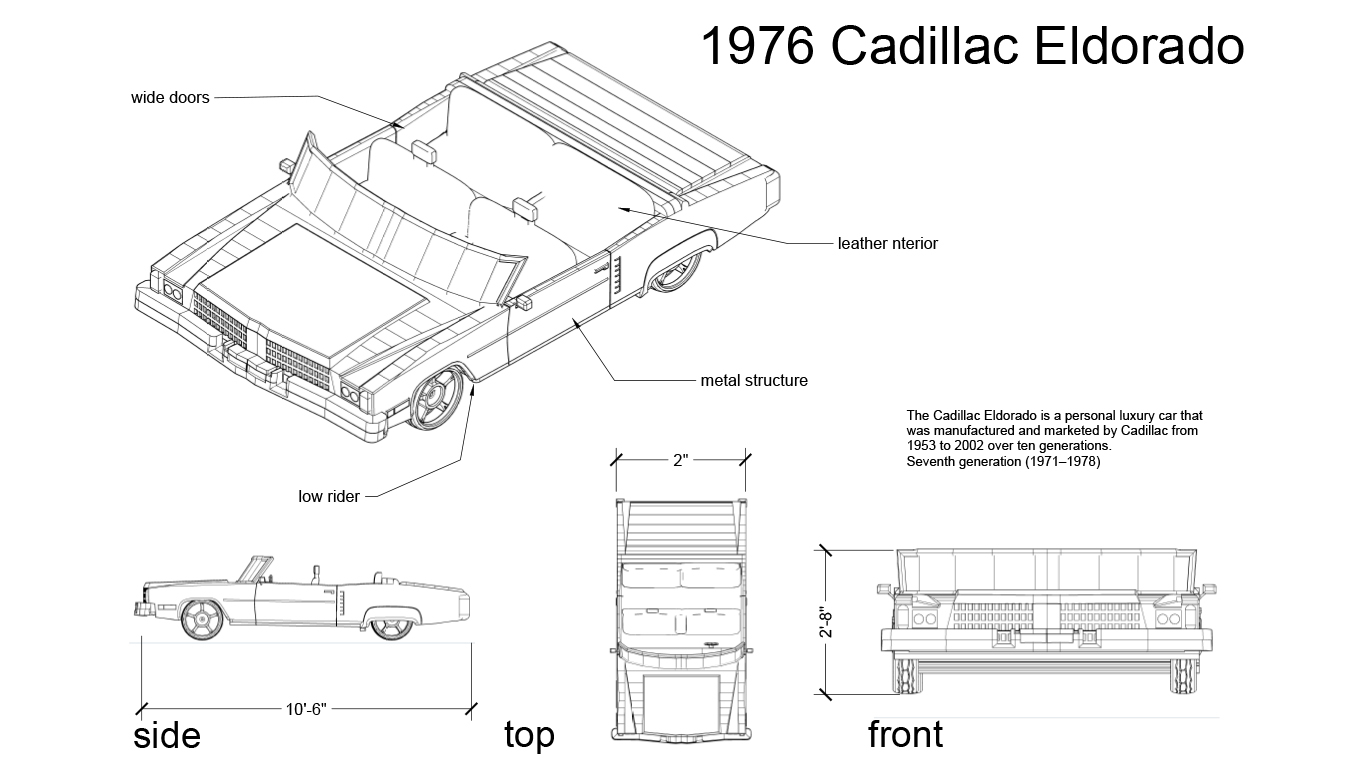 1976 Cadillac Eldorado
wide doors
leather nterior
metal structure
The Cadillac Eldorado is a personal luxury car that
was manufactured and marketed by Cadillac from
1953 to 2002 over ten generations.
Seventh generation (1971–1978)
low rider
2"
2'-8"
10'-6"
side
top
front